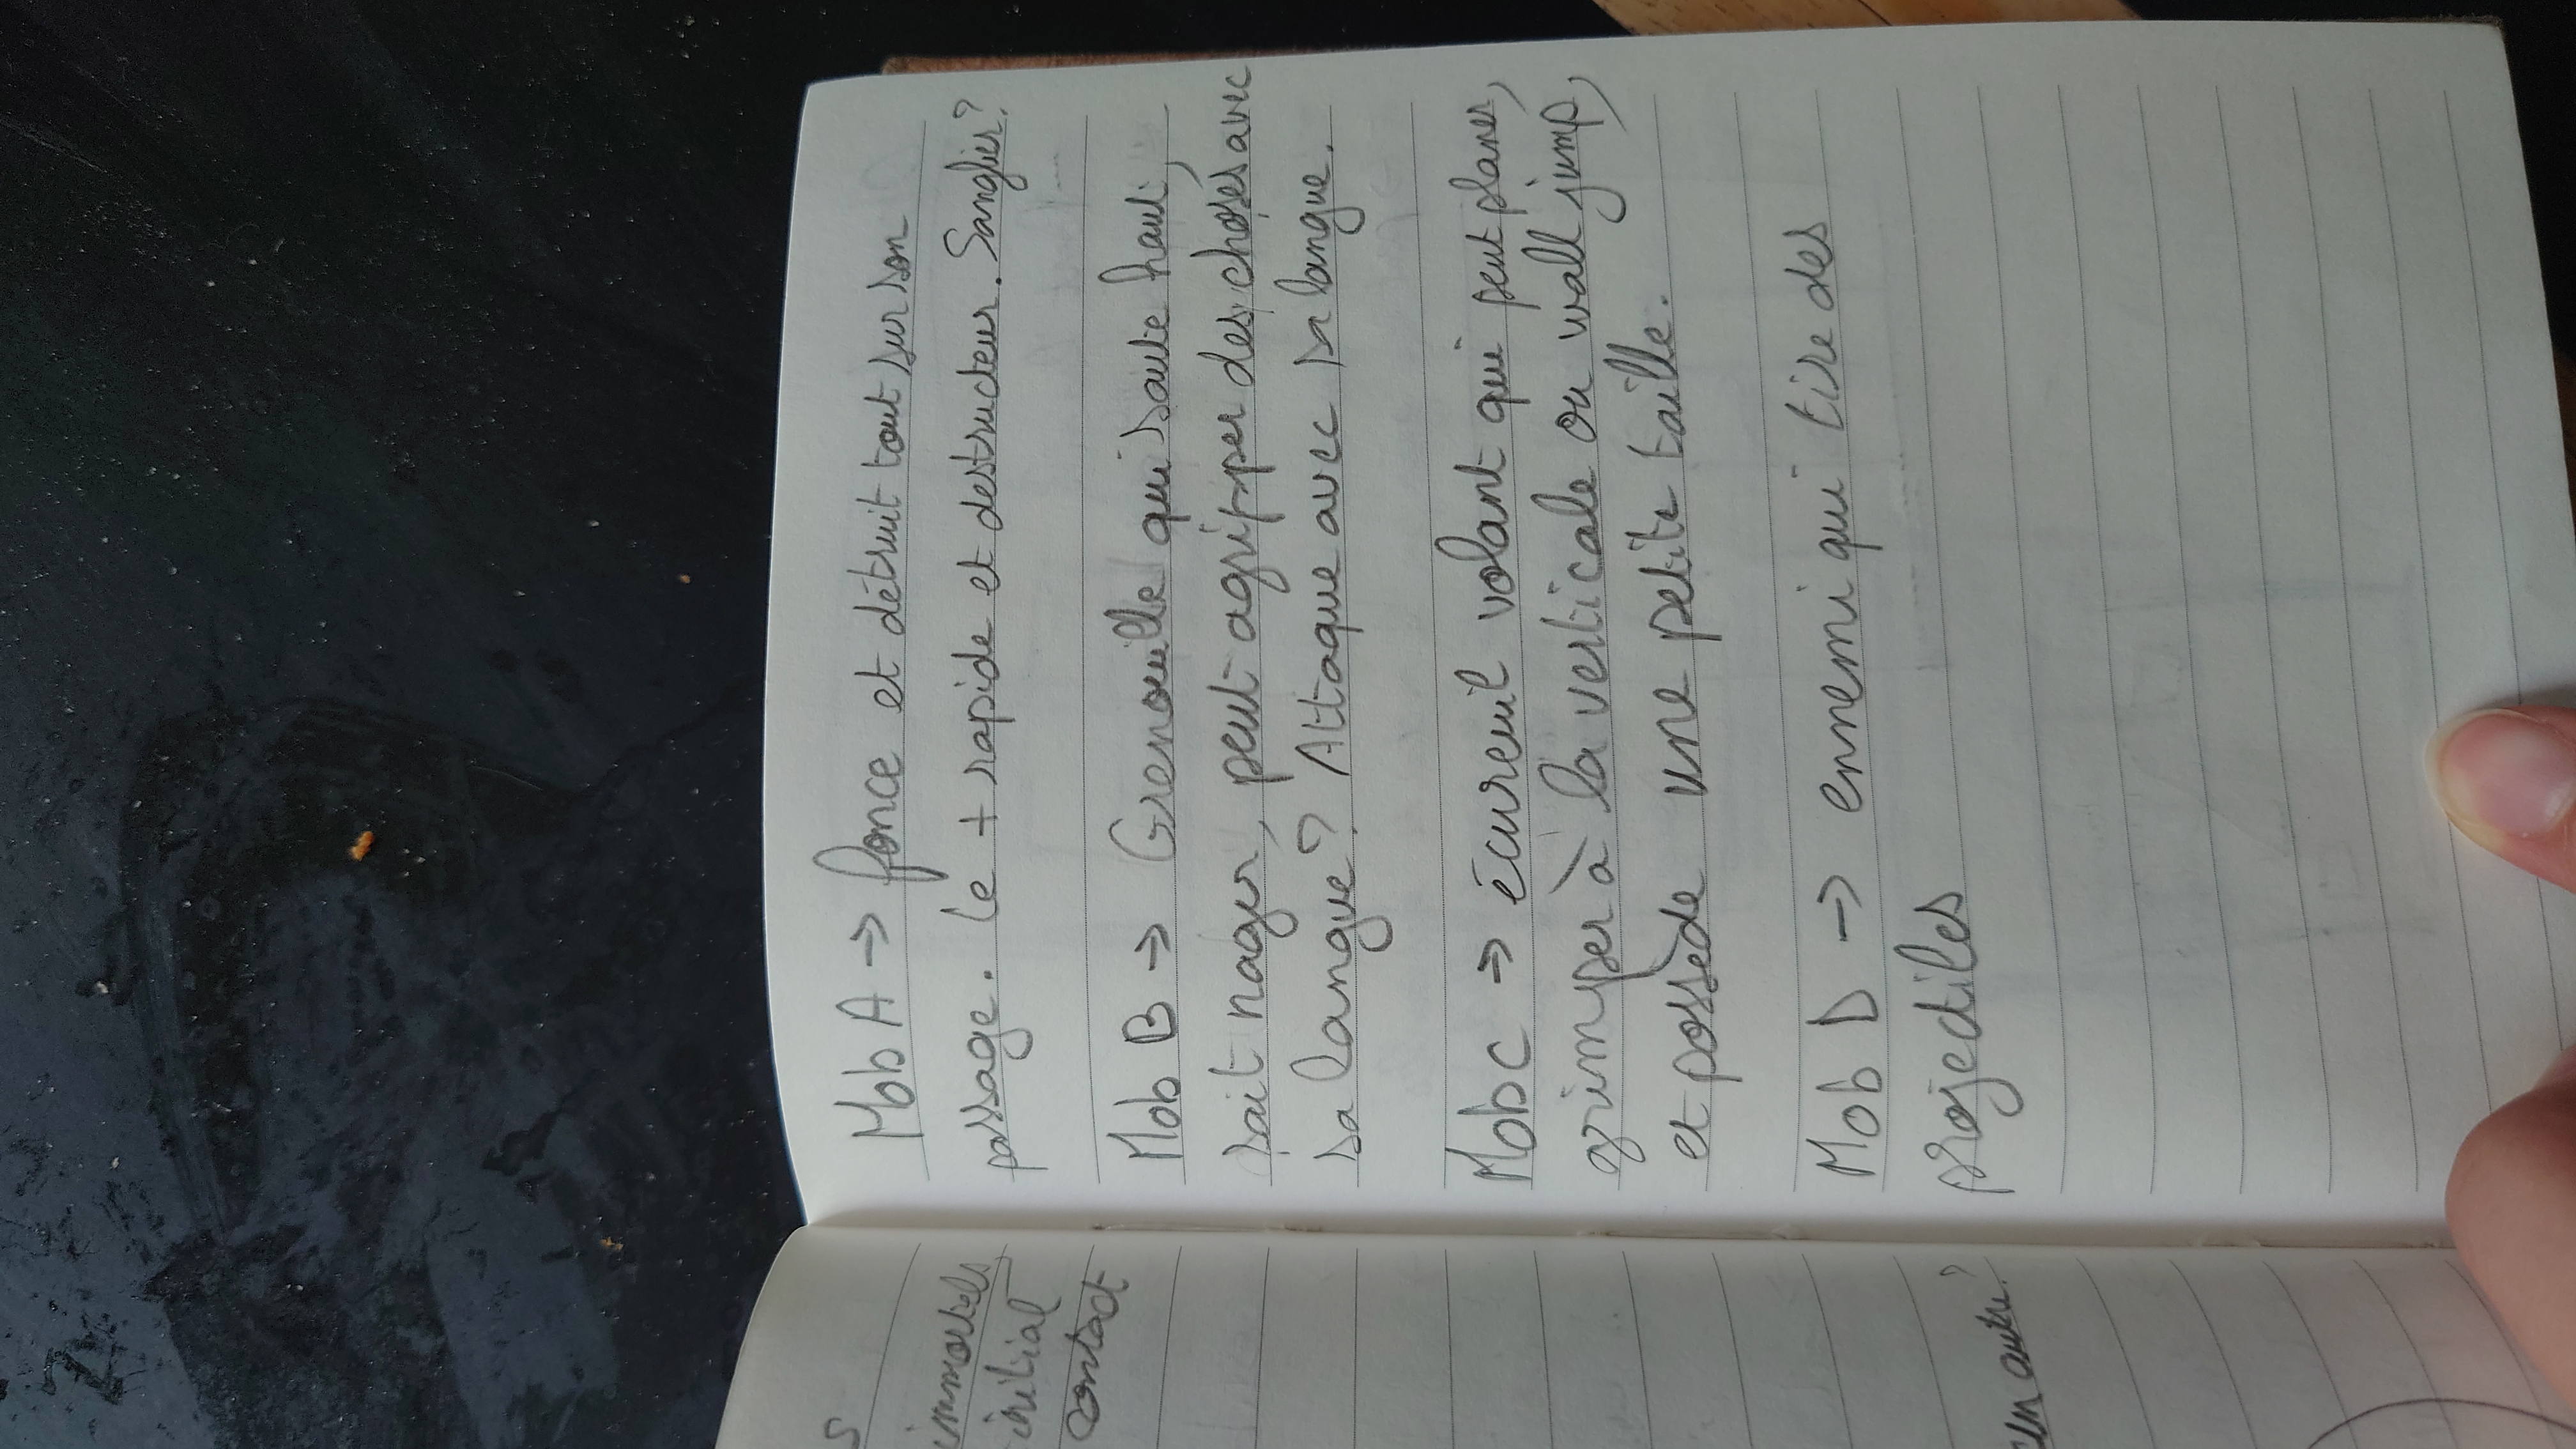 s
immortels
initial
contact
un autre?
Mob A -> fonce et détruit tout sur son
passage. Le + rapide et destructeur. Sanglier?
Mob B -> Grenouille qui saute haut,
sait nager, peut agripper des choses avec
sa langue? Attaque avec sa langue.
Mob C -> écureuil volant qui peut planer,
grimper à la verticale ou wall jump,
et possède une petite taille.
Mob D -> ennemi qui tire des
projectiles